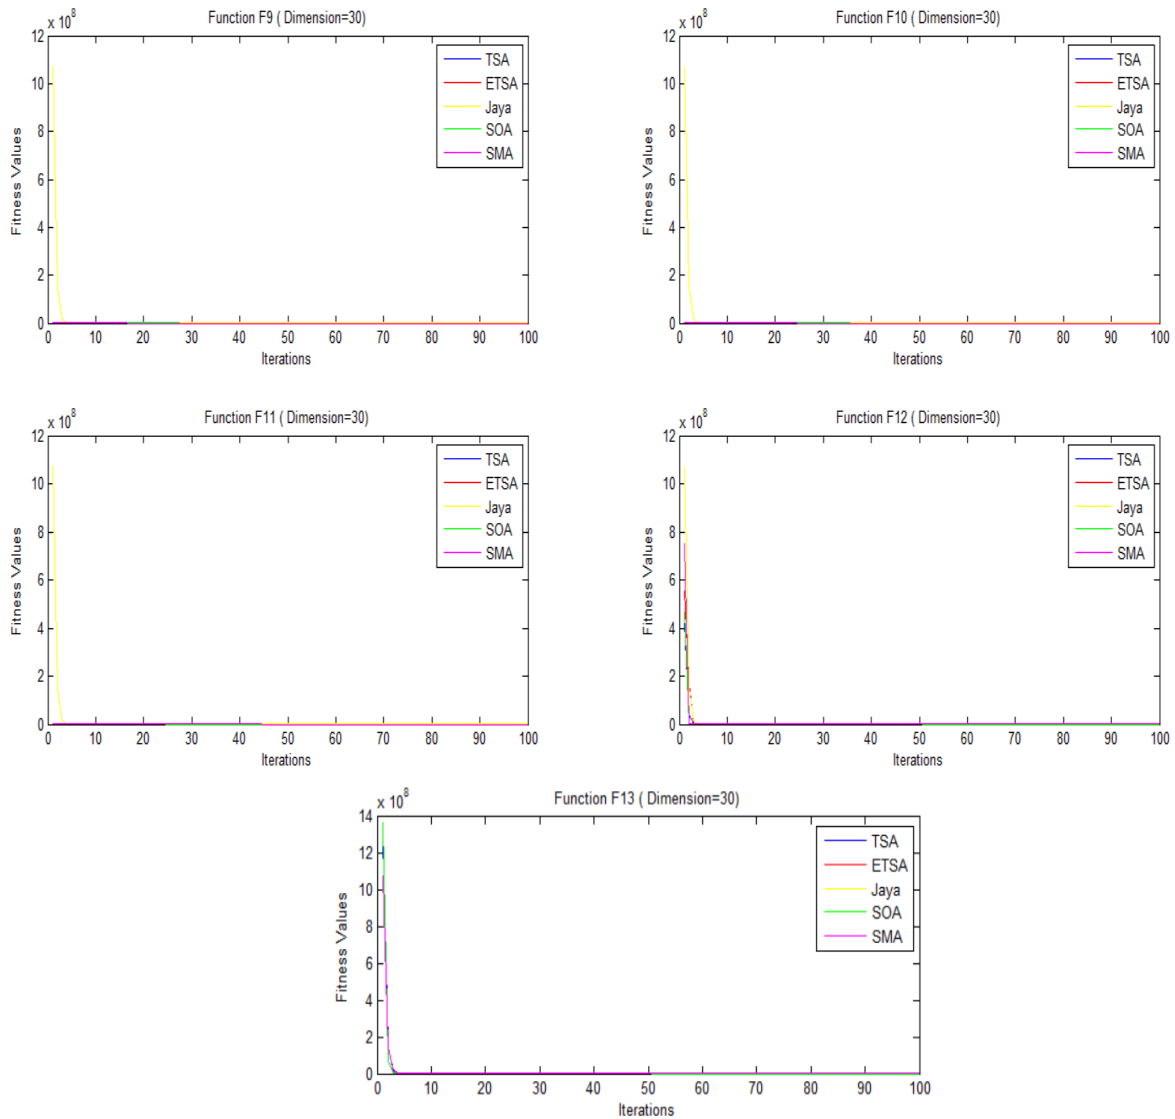 Function F9 ( Dimension=30)
x 10^8
12
10
8
6
4
2
0
Fitness Values
0 10 20 30 40 50 60 70 80 90 100
Iterations
TSA
ETSA
Jaya
SOA
SMA
Function F10 ( Dimension=30)
x 10^8
12
10
8
6
4
2
0
Fitness Values
0 10 20 30 40 50 60 70 80 90 100
Iterations
TSA
ETSA
Jaya
SOA
SMA
Function F11 ( Dimension=30)
x 10^8
12
10
8
6
4
2
0
Fitness Values
0 10 20 30 40 50 60 70 80 90 100
Iterations
TSA
ETSA
Jaya
SOA
SMA
Function F12 ( Dimension=30)
x 10^8
12
10
8
6
4
2
0
Fitness Values
0 10 20 30 40 50 60 70 80 90 100
Iterations
TSA
ETSA
Jaya
SOA
SMA
Function F13 ( Dimension=30)
x 10^8
14
12
10
8
6
4
2
0
Fitness Values
0 10 20 30 40 50 60 70 80 90 100
Iterations
TSA
ETSA
Jaya
SOA
SMA